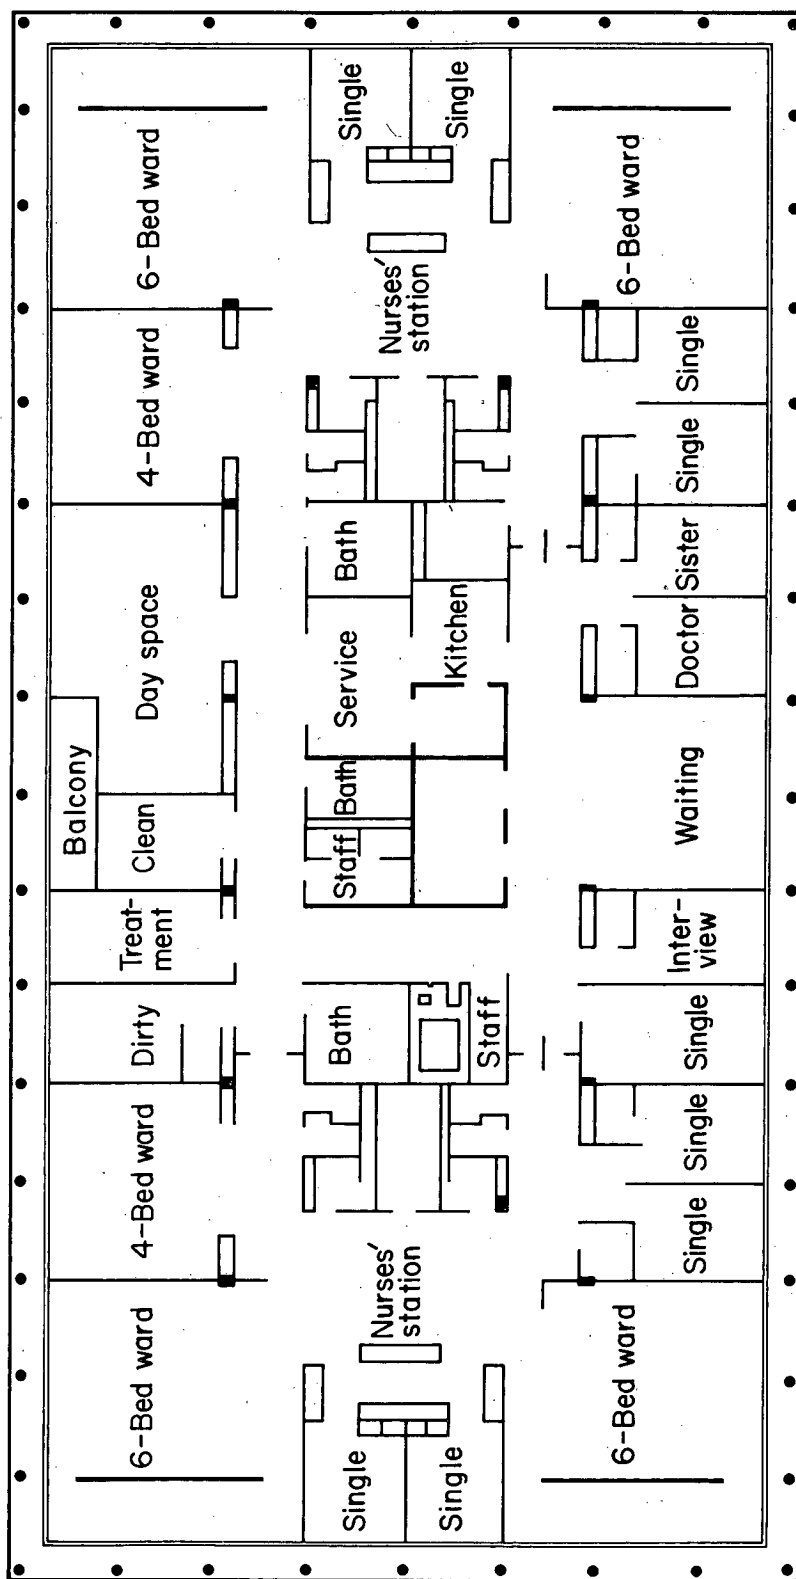 6-Bed ward
4-Bed ward
Dirty
Treat-
ment
Clean
Balcony
Day space
4-Bed ward
6-Bed ward
Single
Single
Nurses'
station
Bath
Staff
Staff
Bath
Service
Kitchen
Bath
Nurses'
station
Single
Single
6-Bed ward
Single
Single
Single
Inter-
view
Waiting
Doctor
Sister
Single
Single
6-Bed ward